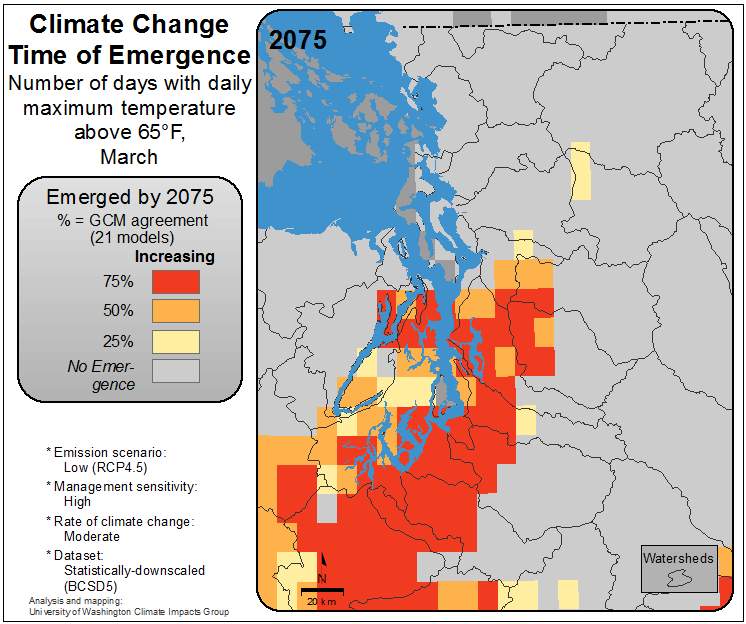 Climate Change
Time of Emergence
Number of days with daily
maximum temperature
above 65°F,
March
Emerged by 2075
% = GCM agreement
(21 models)
Increasing
75%
50%
25%
No Emer-
gence
* Emission scenario:
Low (RCP4.5)
* Management sensitivity:
High
* Rate of climate change:
Moderate
* Dataset:
Statistically-downscaled
(BCSD5)
Analysis and mapping:
University of Washington Climate Impacts Group
2075
Watersheds
N
20 km